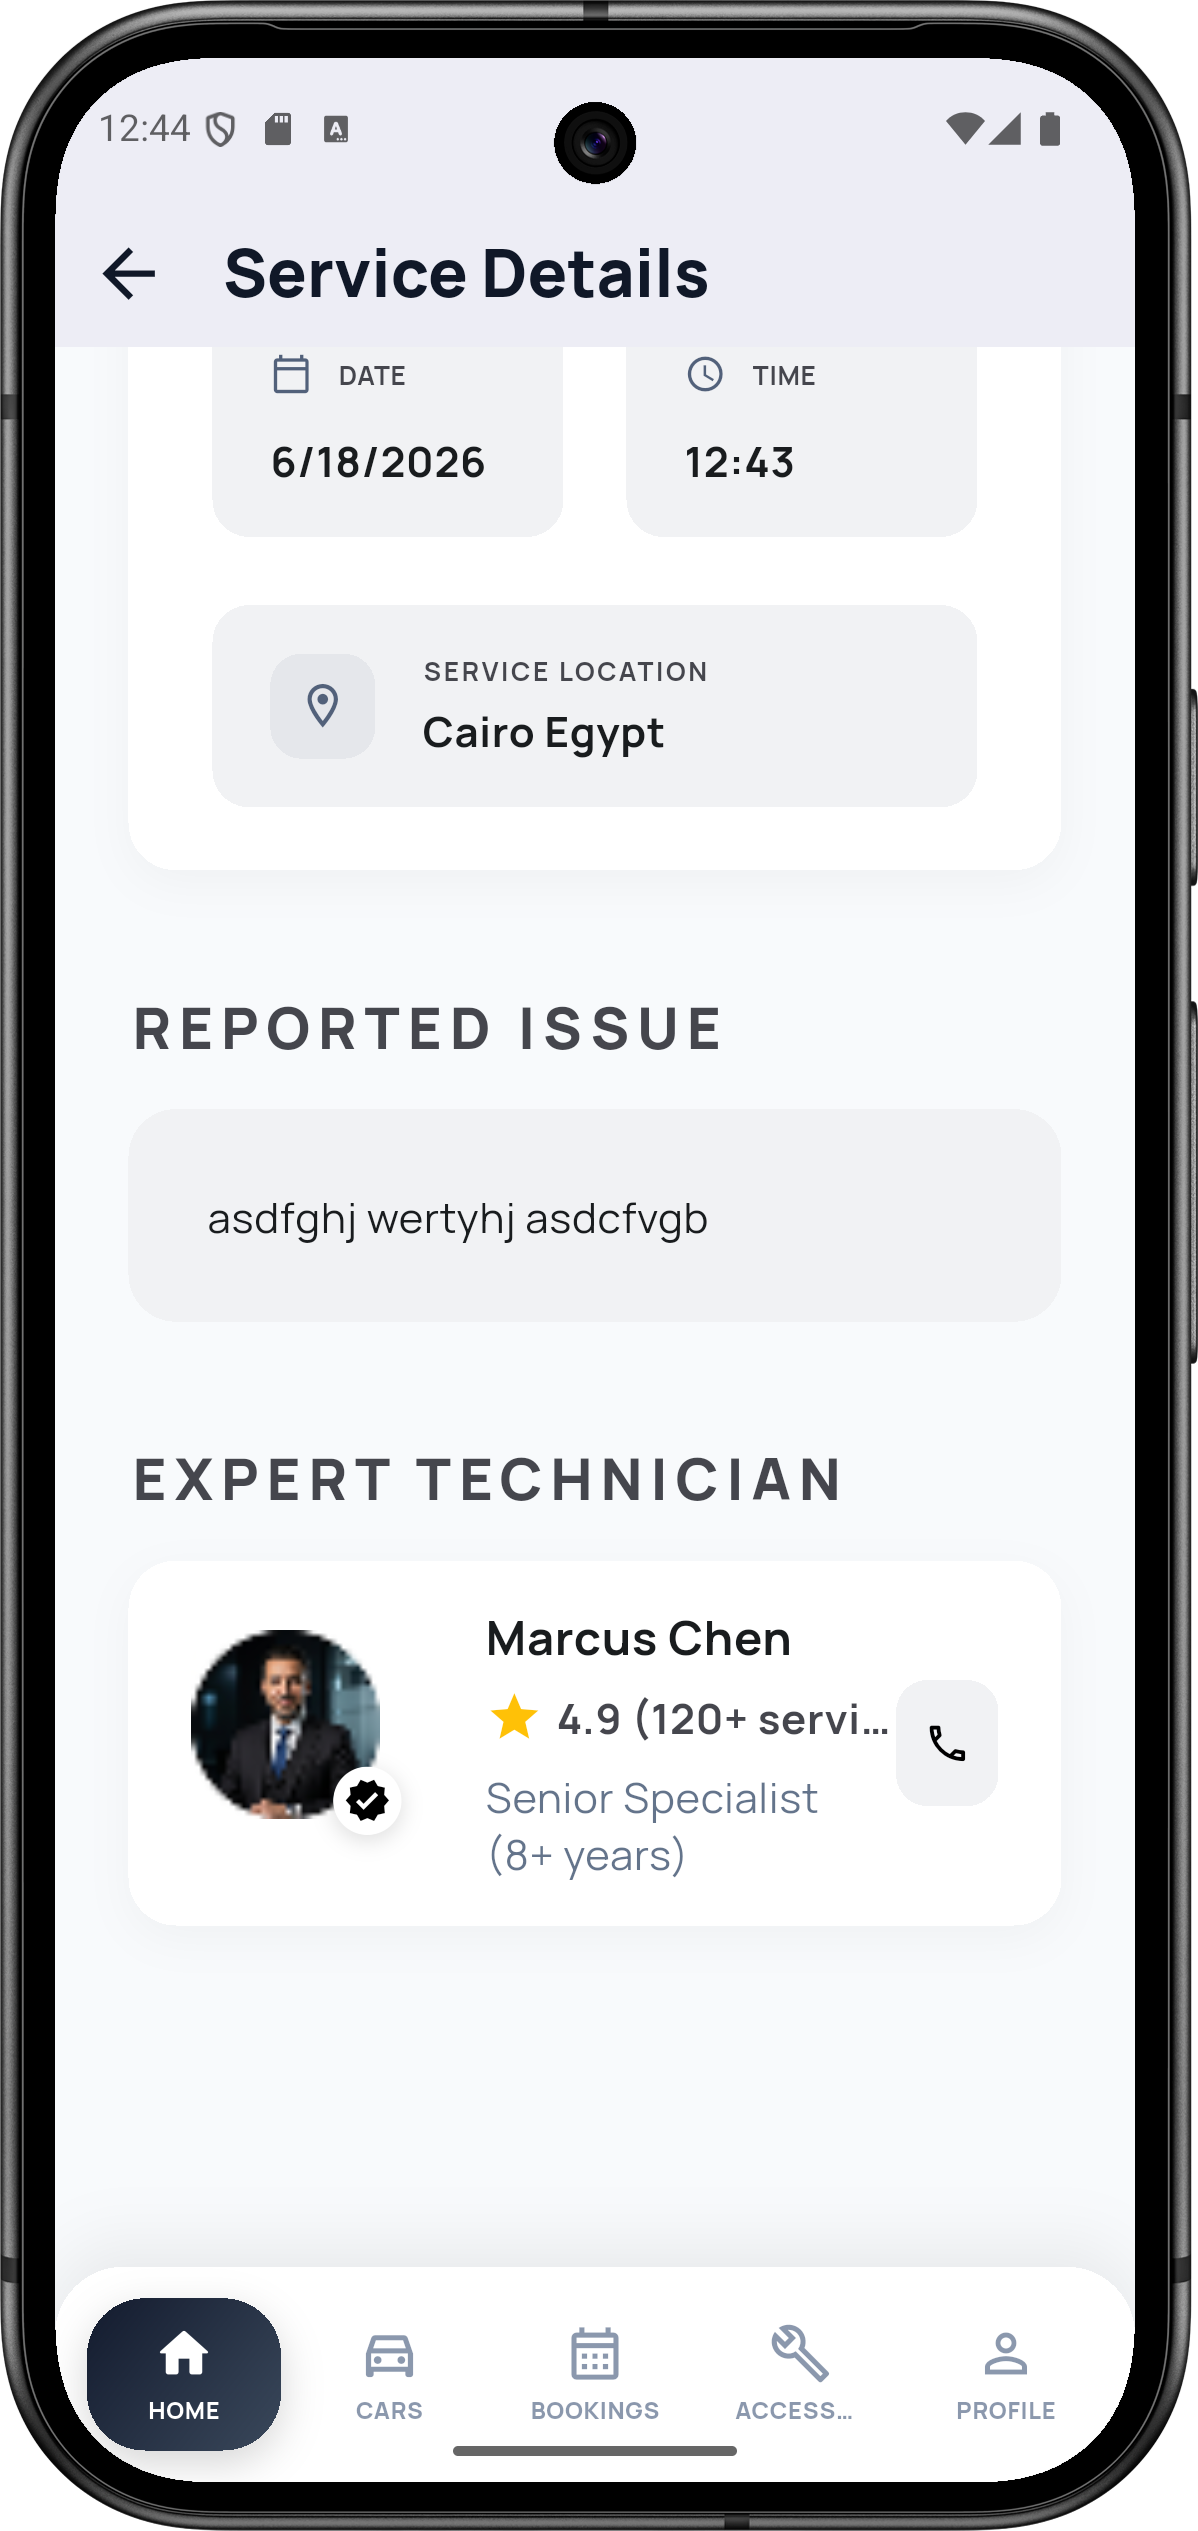 12:44
Service Details
DATE
TIME
6/18/2026
12:43
SERVICE LOCATION
Cairo Egypt
REPORTED ISSUE
asdfghj wertyhj asdcfvgb
EXPERT TECHNICIAN
Marcus Chen
4.9 (120+ servi...
Senior Specialist
(8+ years)
HOME
CARS
BOOKINGS
ACCESS...
PROFILE